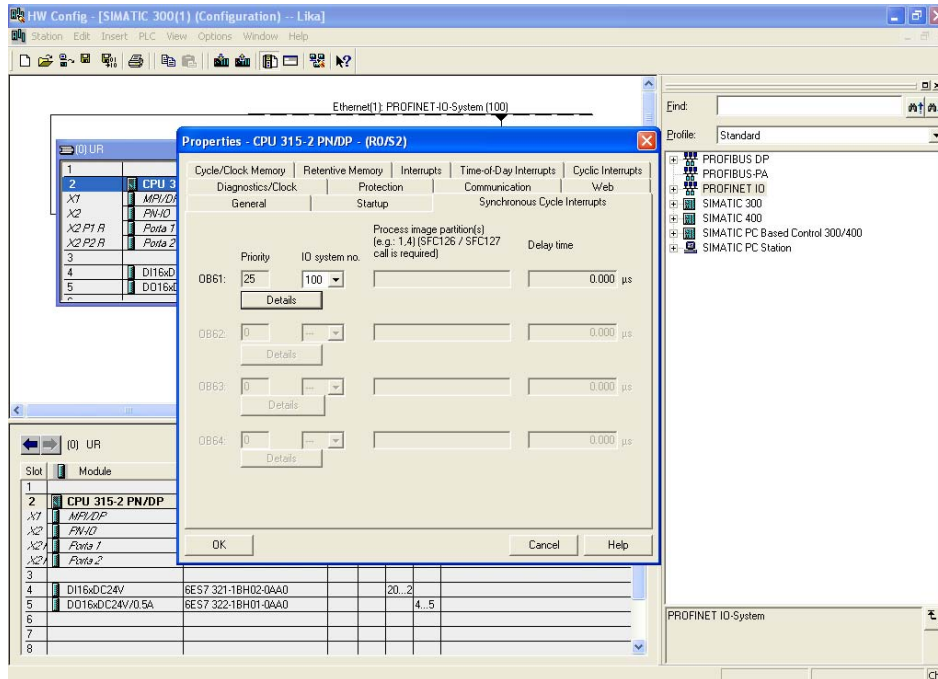 HW Config - [SIMATIC 300(1) (Configuration) -- Lika]
Station Edit Insert PLC View Options Window Help
Ethernet(1): PROFINET-IO-System (100)
(0) UR
1
2 CPU 3
X1 MPI/DP
X2 PN-IO
X2 P1 R Porta 1
X2 P2 R Porta 2
3
4 DI16xD
5 DO16xD
Properties - CPU 315-2 PN/DP - (R0/S2)
Cycle/Clock Memory Retentive Memory Interrupts Time-of-Day Interrupts Cyclic Interrupts
Diagnostics/Clock Protection Communication Web
General Startup Synchronous Cycle Interrupts
Priority IO system no. Process image partition(s)
(e.g.: 1,4) (SFC126 / SFC127
call is required) Delay time
OB61: 25 100 0.000 µs
Details
OB62: 0 --- 0.000 µs
Details
OB63: 0 --- 0.000 µs
Details
OB64: 0 --- 0.000 µs
Details
OK Cancel Help
Find:
Profile: Standard
PROFIBUS DP
PROFIBUS-PA
PROFINET IO
SIMATIC 300
SIMATIC 400
SIMATIC PC Based Control 300/400
SIMATIC PC Station
(0) UR
Slot Module
1
2 CPU 315-2 PN/DP
X1 MPI/DP
X2 PN-IO
X2 Porta 1
X2 Porta 2
3
4 DI16xDC24V 6ES7 321-1BH02-0AA0 20...2
5 DO16xDC24V/0.5A 6ES7 322-1BH01-0AA0 4...5
6
7
8
PROFINET IO-System
Ch